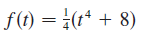 f(t) = ¼(t⁴ + 8)